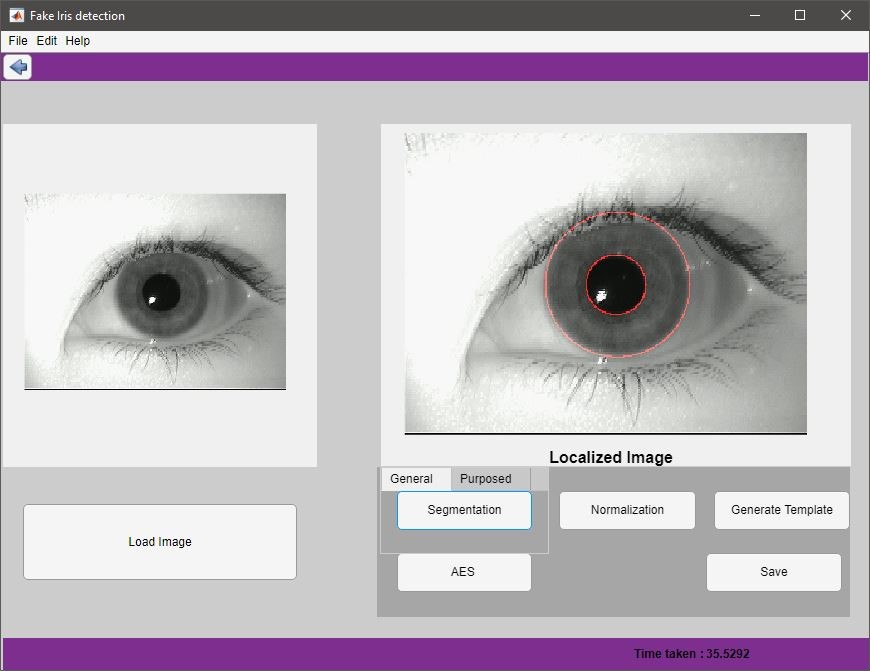 Fake Iris detection
File Edit Help
Localized Image
General Purposed
Segmentation Normalization Generate Template
Load Image
AES Save
Time taken : 35.5292